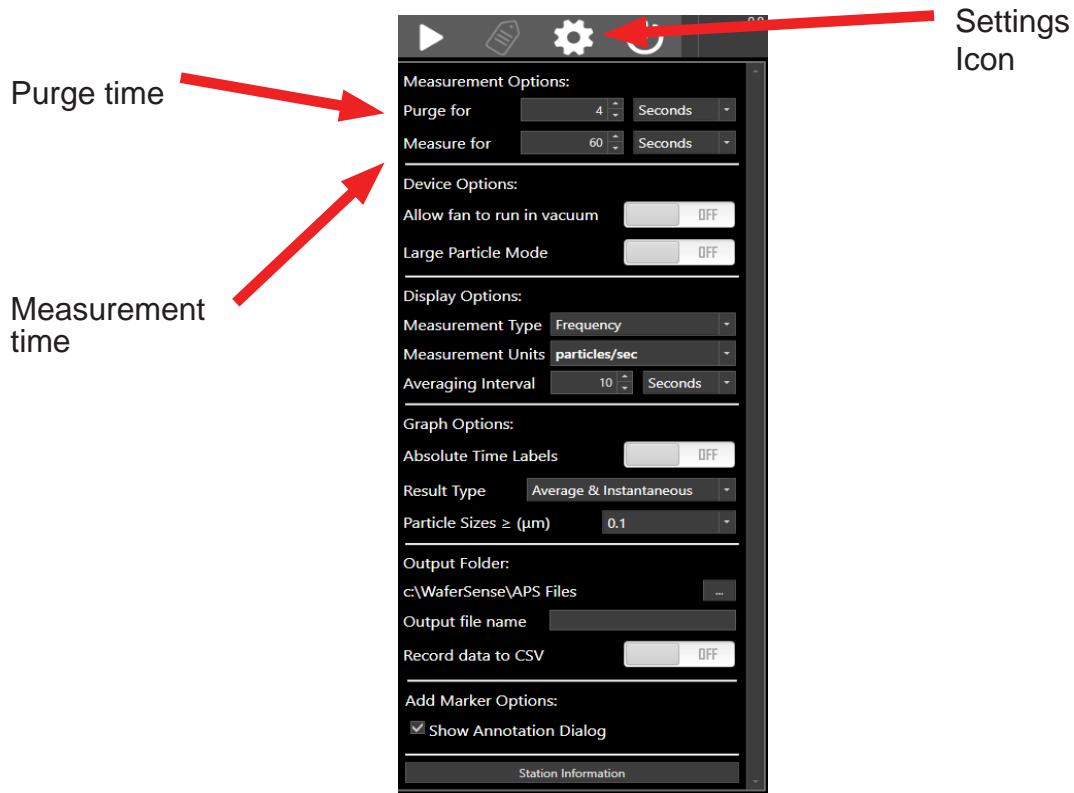 Settings
Icon
Purge time
Measurement
time
Measurement Options:
Purge for 4 Seconds
Measure for 60 Seconds
Device Options:
Allow fan to run in vacuum OFF
Large Particle Mode OFF
Display Options:
Measurement Type Frequency
Measurement Units particles/sec
Averaging Interval 10 Seconds
Graph Options:
Absolute Time Labels OFF
Result Type Average & Instantaneous
Particle Sizes ≥ (μm) 0.1
Output Folder:
c:\WaferSense\APS Files ...
Output file name
Record data to CSV OFF
Add Marker Options:
Show Annotation Dialog
Station Information